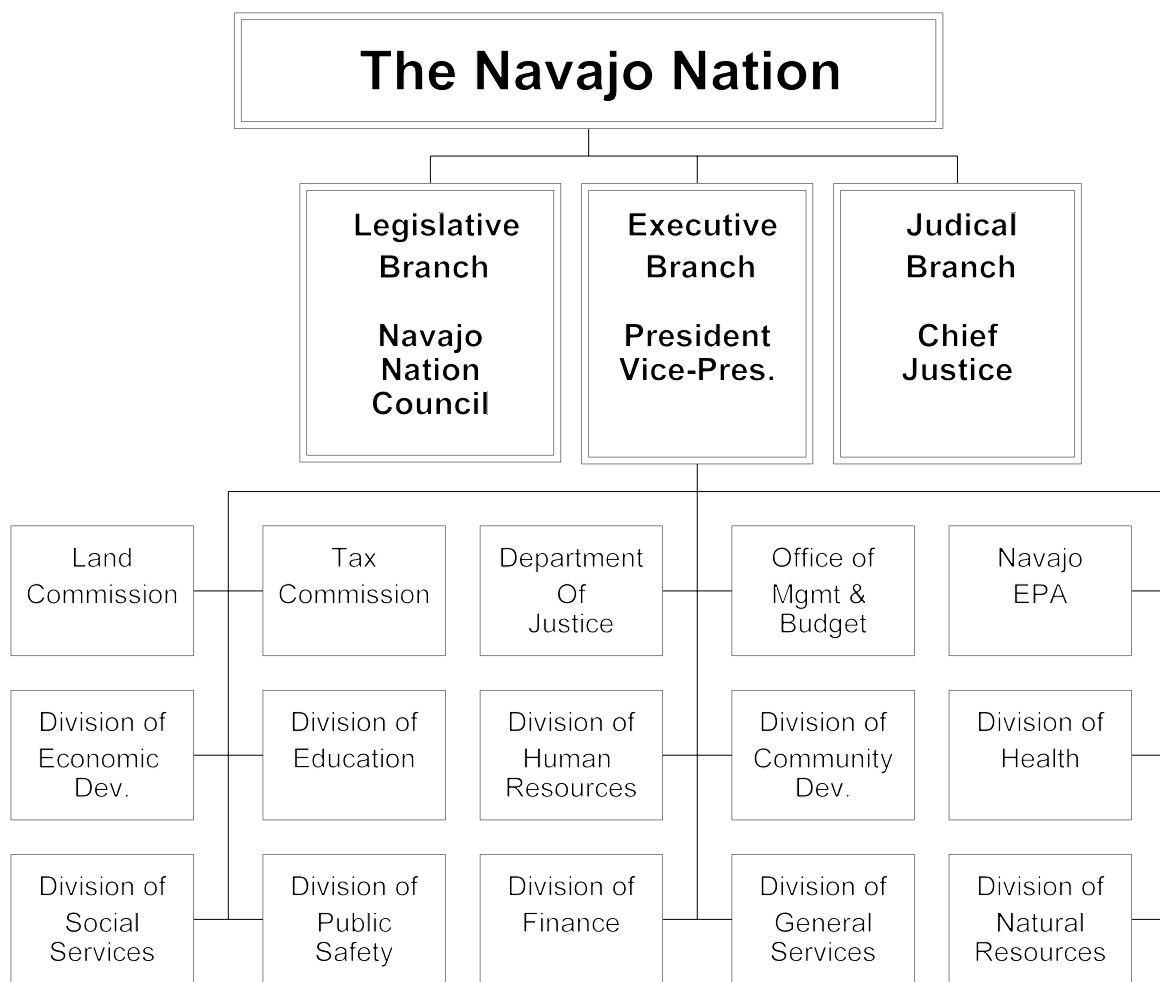 The Navajo Nation
Legislative
Branch
Navajo
Nation
Council
Executive
Branch
President
Vice-Pres.
Judical
Branch
Chief
Justice
Land
Commission
Tax
Commission
Department
Of
Justice
Office of
Mgmt &
Budget
Navajo
EPA
Division of
Economic
Dev.
Division of
Education
Division of
Human
Resources
Division of
Community
Dev.
Division of
Health
Division of
Social
Services
Division of
Public
Safety
Division of
Finance
Division of
General
Services
Division of
Natural
Resources